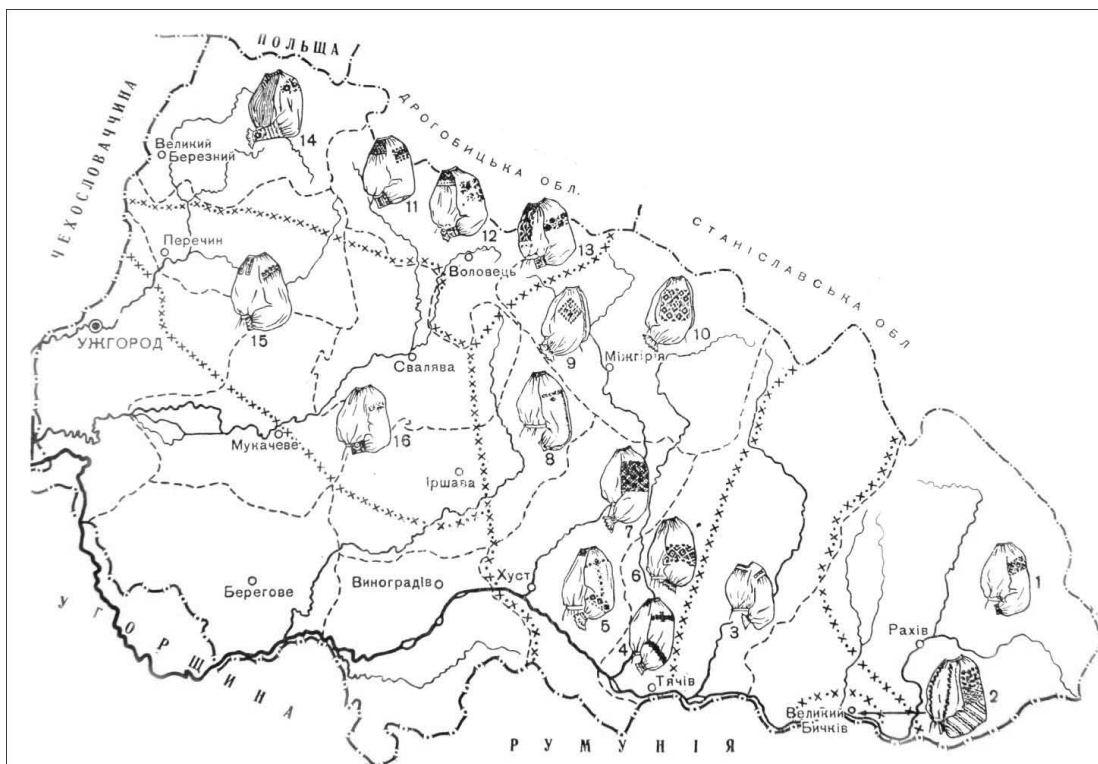 ПОЛЬЩА
ЧЕХОСЛОВАЧЧИНА
ДРОГОБИЦЬКА ОБЛ.
СТАНІСЛАВСЬКА ОБЛ
14
Великий
Березний
11
12
13
Перечин
Воловець
15
УЖГОРОД
10
9
Міжгір'я
Свалява
16
Мукачеве
8
Іршава
7
6
5
Хуст
Виноградів
Берегове
3
1
Рахів
4
Тячів
2
Великий
Бичків
УГОРЩИНА
РУМУНІЯ